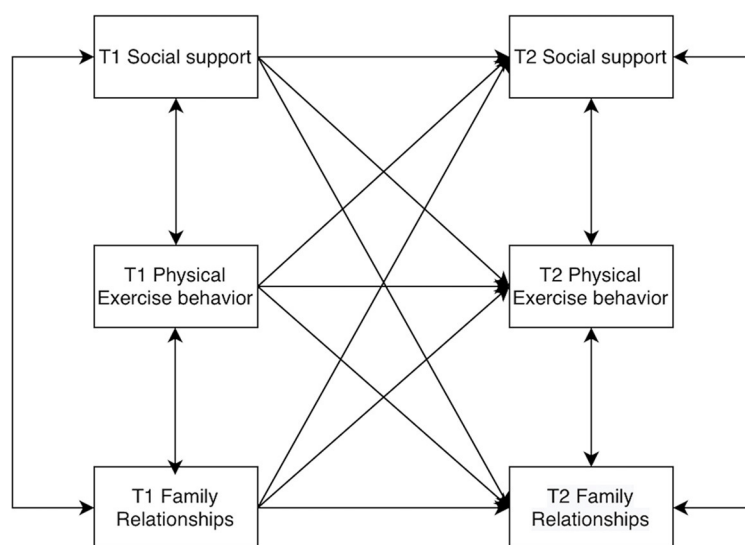 T1 Social support
T2 Social support
T1 Physical
Exercise behavior
T2 Physical
Exercise behavior
T1 Family
Relationships
T2 Family
Relationships